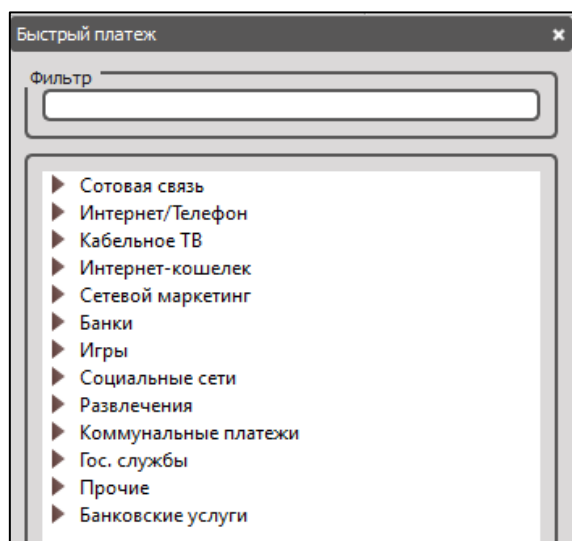 Быстрый платеж
Фильтр
Сотовая связь
Интернет/Телефон
Кабельное ТВ
Интернет-кошелек
Сетевой маркетинг
Банки
Игры
Социальные сети
Развлечения
Коммунальные платежи
Гос. службы
Прочие
Банковские услуги